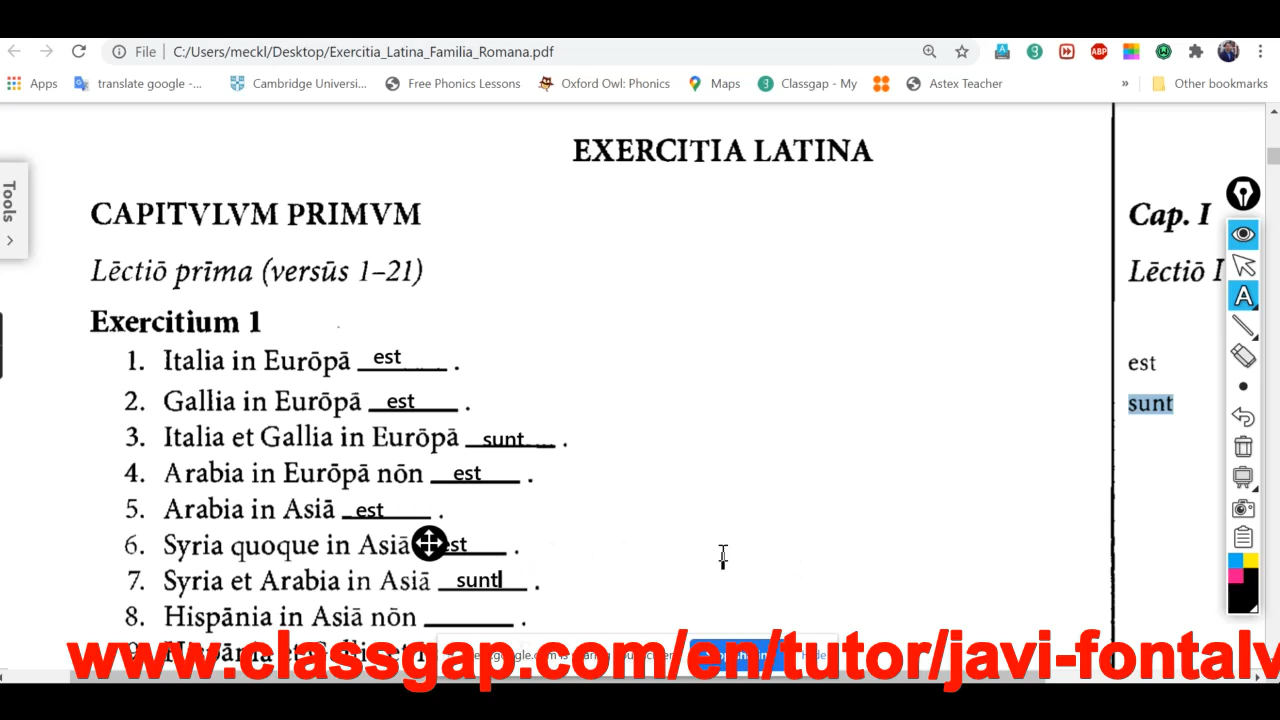 File C:/Users/meckl/Desktop/Exercitia_Latina_Familia_Romana.pdf
Apps translate google -... Cambridge Universi... Free Phonics Lessons Oxford Owl: Phonics Maps Classgap - My Astex Teacher » Other bookmarks
Tools
EXERCITIA LATINA
CAPITVLVM PRIMVM
Lēctiō prīma (versūs 1–21)
Exercitium 1
1. Italia in Eurōpā est .
2. Gallia in Eurōpā est .
3. Italia et Gallia in Eurōpā sunt .
4. Arabia in Eurōpā nōn est .
5. Arabia in Asiā est .
6. Syria quoque in Asiā est .
7. Syria et Arabia in Asiā sunt .
8. Hispānia in Asiā nōn .
Cap. I
Lēctiō I
est
sunt
Hide
www.classgap.com/en/tutor/javi-fontalv